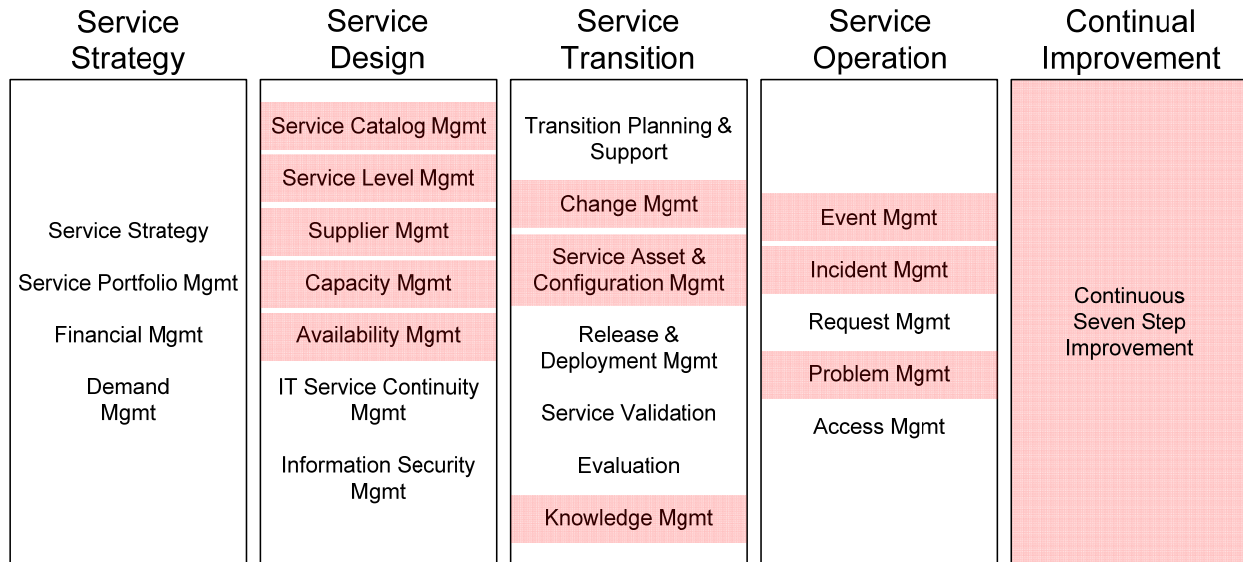 Service
Strategy
Service Strategy
Service Portfolio Mgmt
Financial Mgmt
Demand
Mgmt
Service
Design
Service Catalog Mgmt
Service Level Mgmt
Supplier Mgmt
Capacity Mgmt
Availability Mgmt
IT Service Continuity
Mgmt
Information Security
Mgmt
Service
Transition
Transition Planning &
Support
Change Mgmt
Service Asset &
Configuration Mgmt
Release &
Deployment Mgmt
Service Validation
Evaluation
Knowledge Mgmt
Service
Operation
Event Mgmt
Incident Mgmt
Request Mgmt
Problem Mgmt
Access Mgmt
Continual
Improvement
Continuous
Seven Step
Improvement